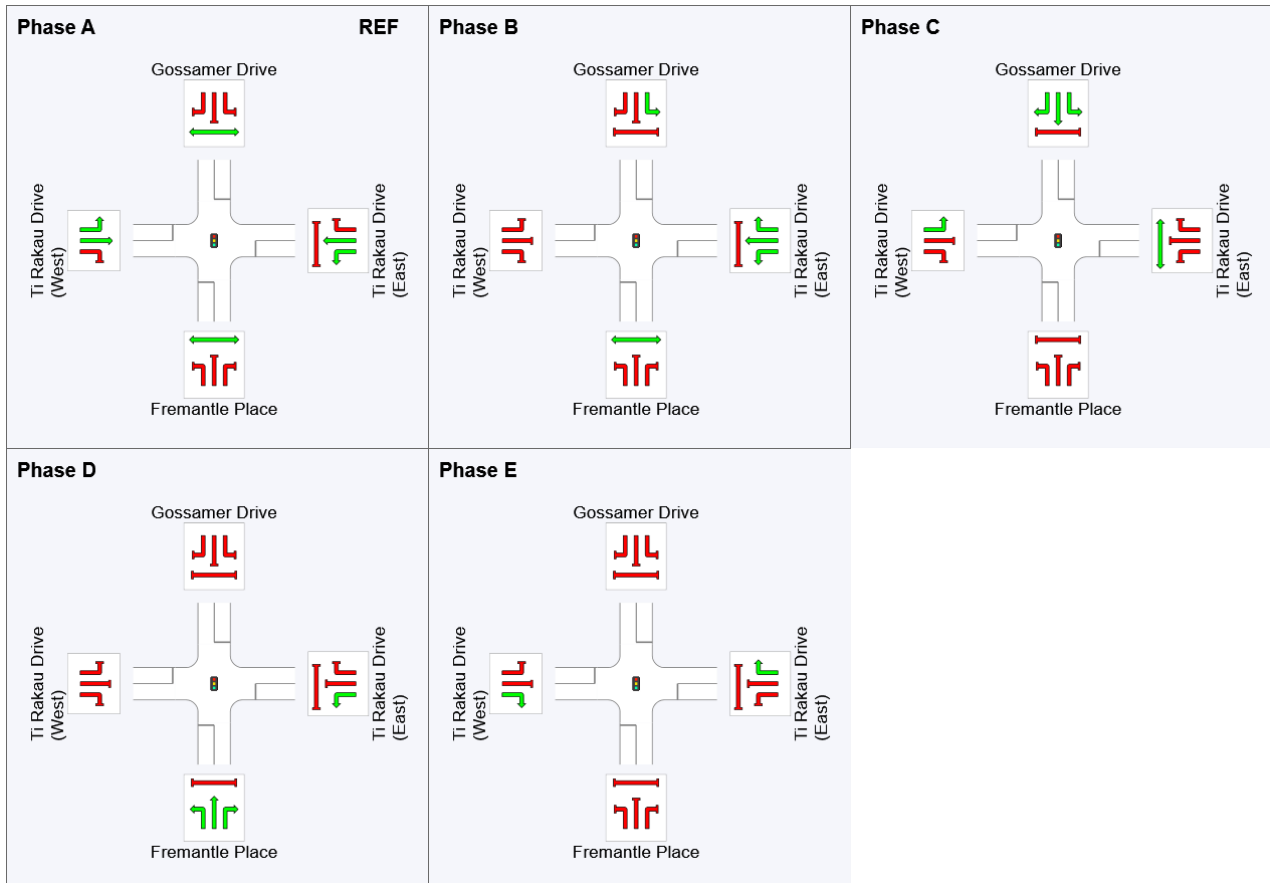 Phase A
REF
Gossamer Drive
Ti Rakau Drive
(West)
Ti Rakau Drive
(East)
Fremantle Place
Phase B
Gossamer Drive
Ti Rakau Drive
(West)
Ti Rakau Drive
(East)
Fremantle Place
Phase C
Gossamer Drive
Ti Rakau Drive
(West)
Ti Rakau Drive
(East)
Fremantle Place
Phase D
Gossamer Drive
Ti Rakau Drive
(West)
Ti Rakau Drive
(East)
Fremantle Place
Phase E
Gossamer Drive
Ti Rakau Drive
(West)
Ti Rakau Drive
(East)
Fremantle Place